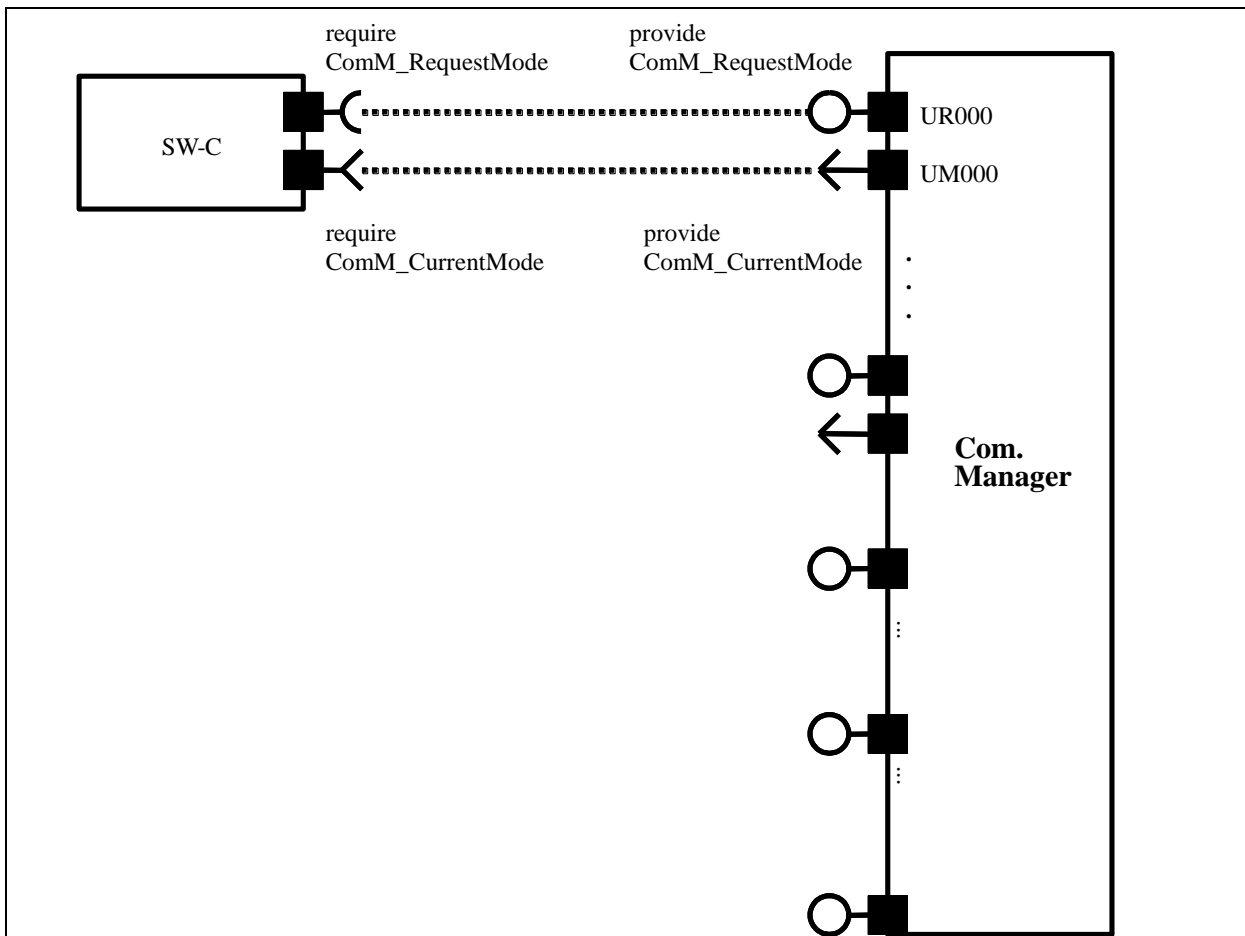 require
ComM_RequestMode
provide
ComM_RequestMode
SW-C
UR000
UM000
require
ComM_CurrentMode
provide
ComM_CurrentMode
.
.
.
Com.
Manager
...
...